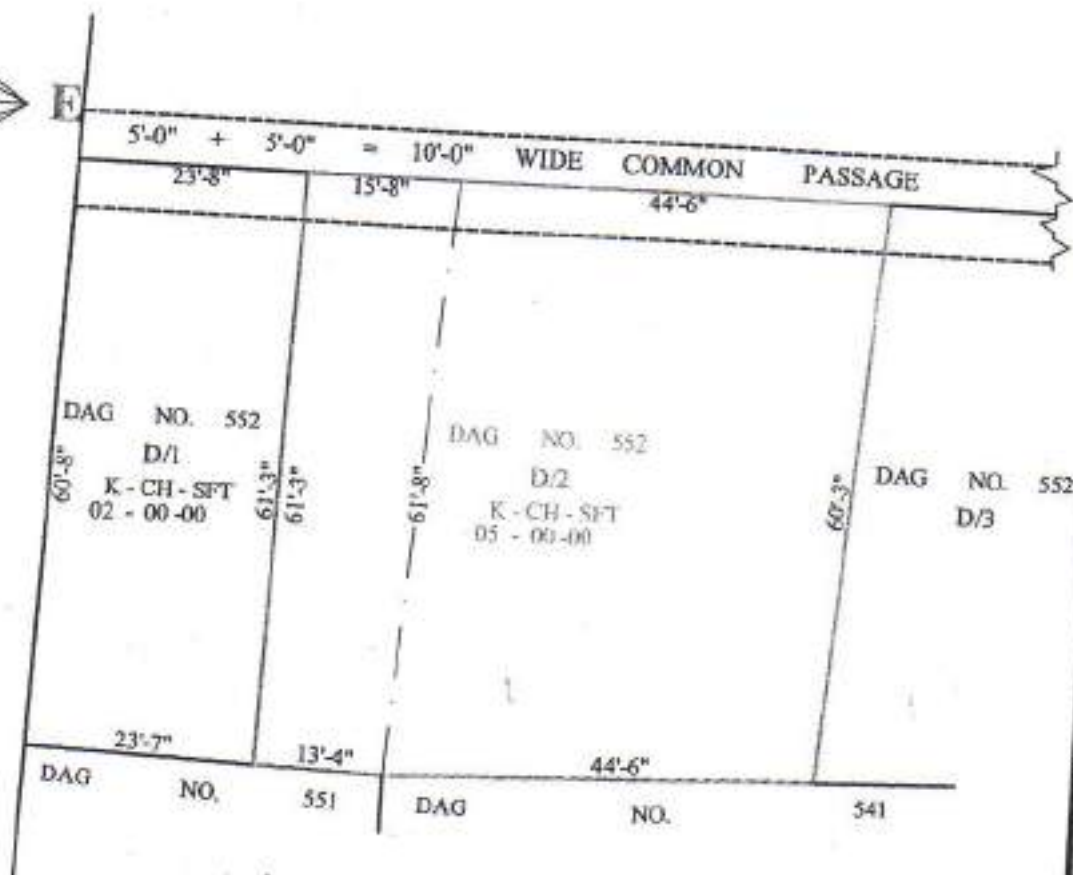 E
5'-0" + 5'-0" = 10'-0" WIDE COMMON PASSAGE
23'-8" 15'-8" 44'-6"
DAG NO. 552
D/1
K - CH - SFT
02 - 00 -00
60'-8"
61'-3"
61'-3"
61'-8"
DAG NO. 552
D/2
K - CH - SFT
05 - 00 -00
60'-3"
DAG NO. 552
D/3
23'-7" 13'-4" 44'-6"
DAG NO. 551
DAG NO. 541